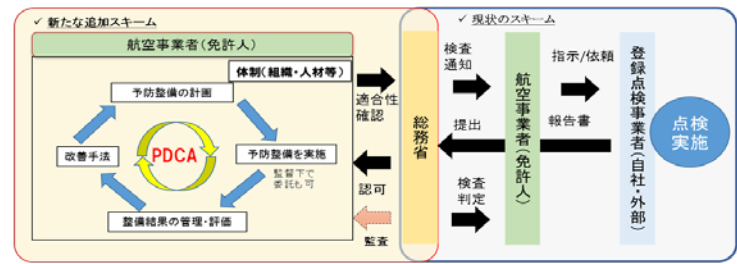 ✓ 新たな追加スキーム
航空事業者(免許人)
体制(組織・人材等)
予防整備の計画
予防整備を実施
監督下で
委託も可
整備結果の管理・評価
改善手法
PDCA
適合性
確認
認可
監査
総務省
✓ 現状のスキーム
検査
通知
提出
検査
判定
航空事業者(免許人)
指示/依頼
報告書
登録点検事業者(自社・外部)
点検
実施